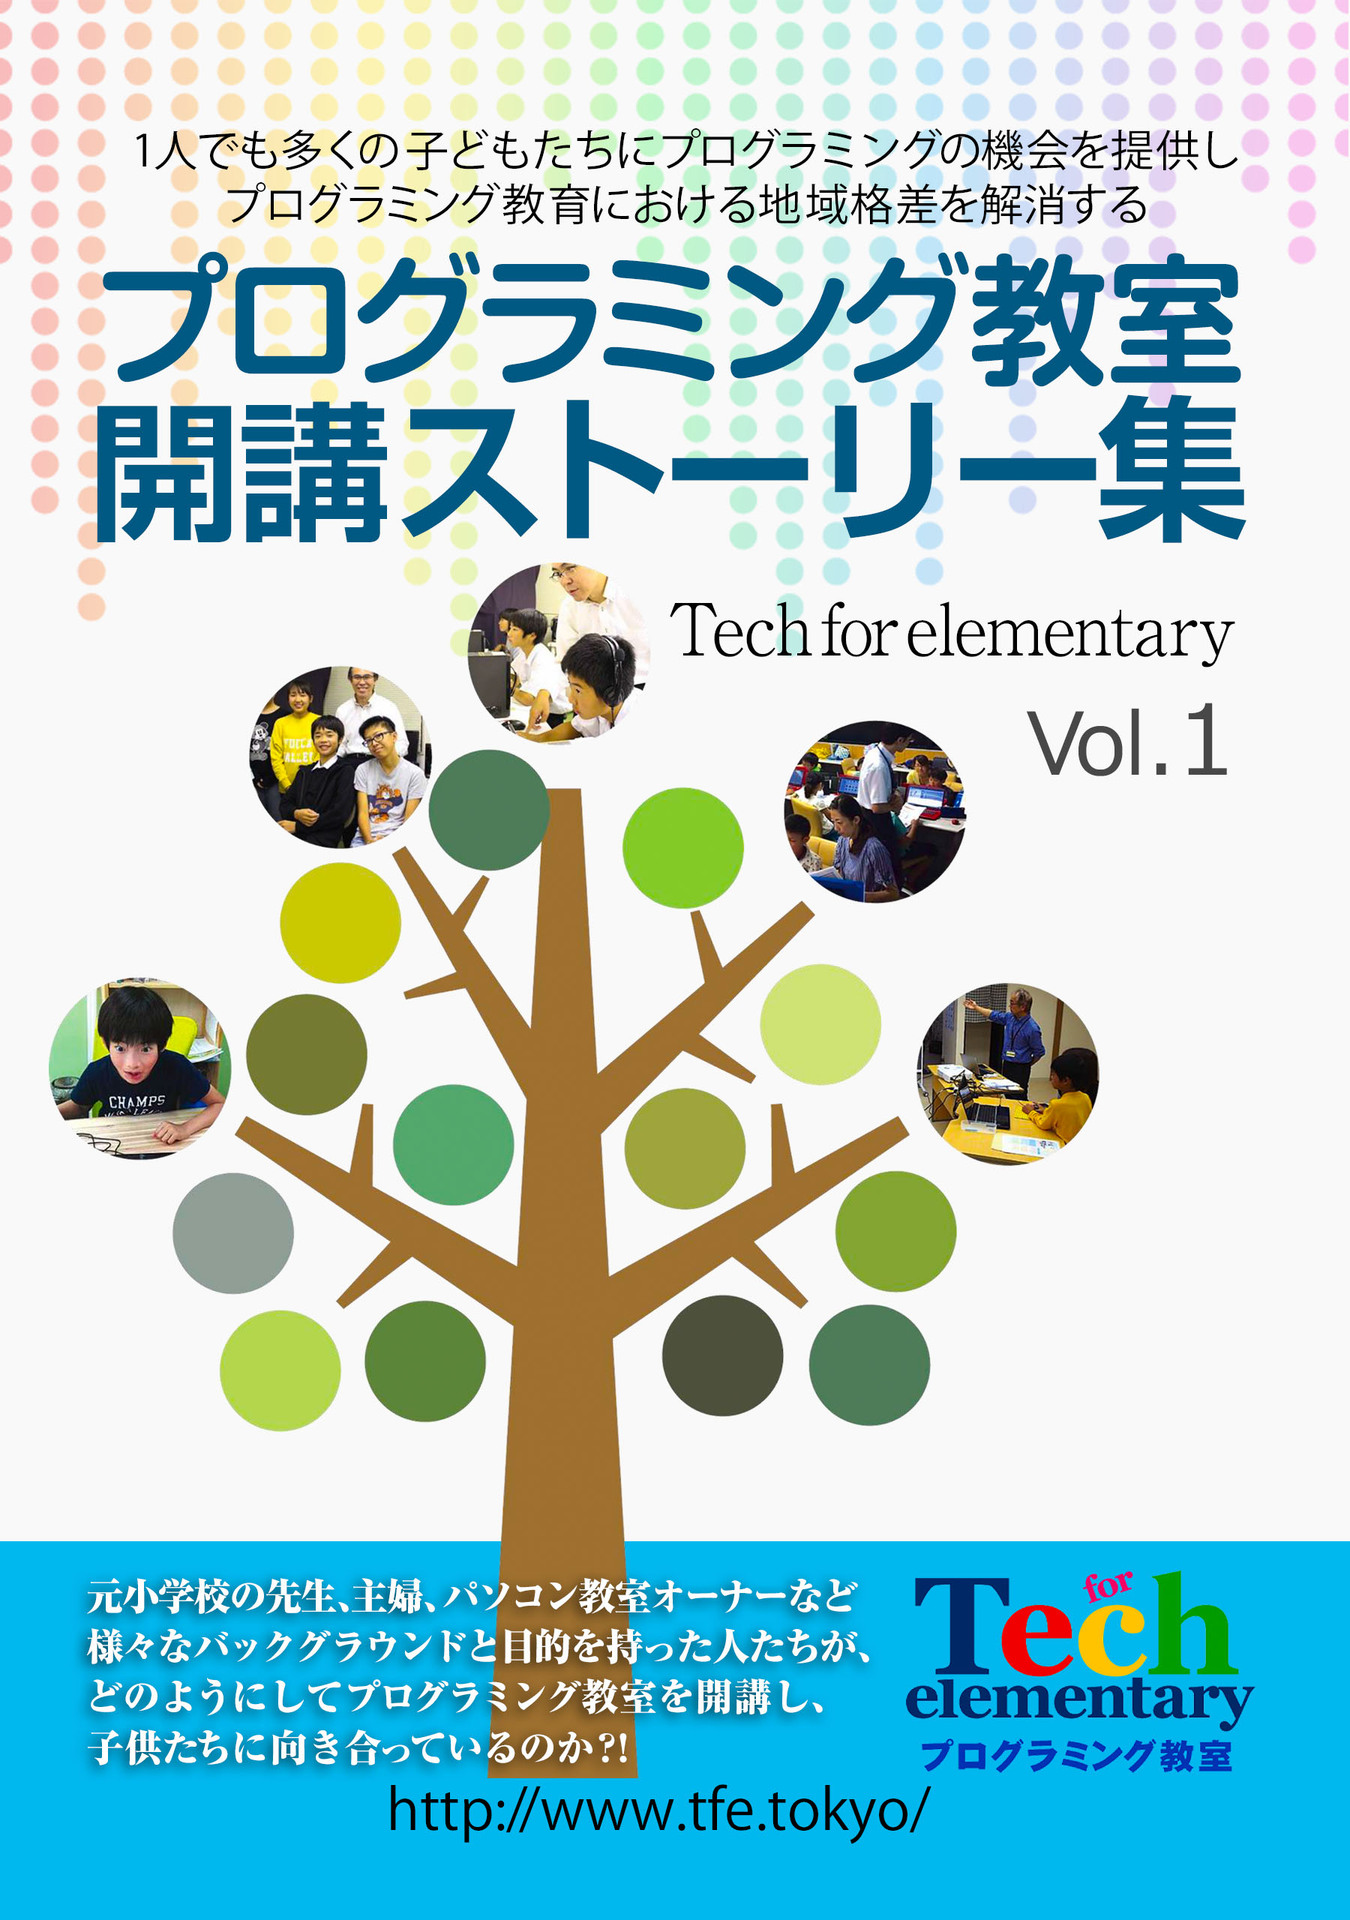 1人でも多くの子どもたちにプログラミングの機会を提供し
プログラミング教育における地域格差を解消する
プログラミング教室
開講ストーリー集
Tech for elementary
Vol.1
CHAMPS
元小学校の先生、主婦、パソコン教室オーナーなど
様々なバックグラウンドと目的を持った人たちが、
どのようにしてプログラミング教室を開講し、
子供たちに向き合っているのか?!
Tech for
elementary
プログラミング教室
http://www.tfe.tokyo/